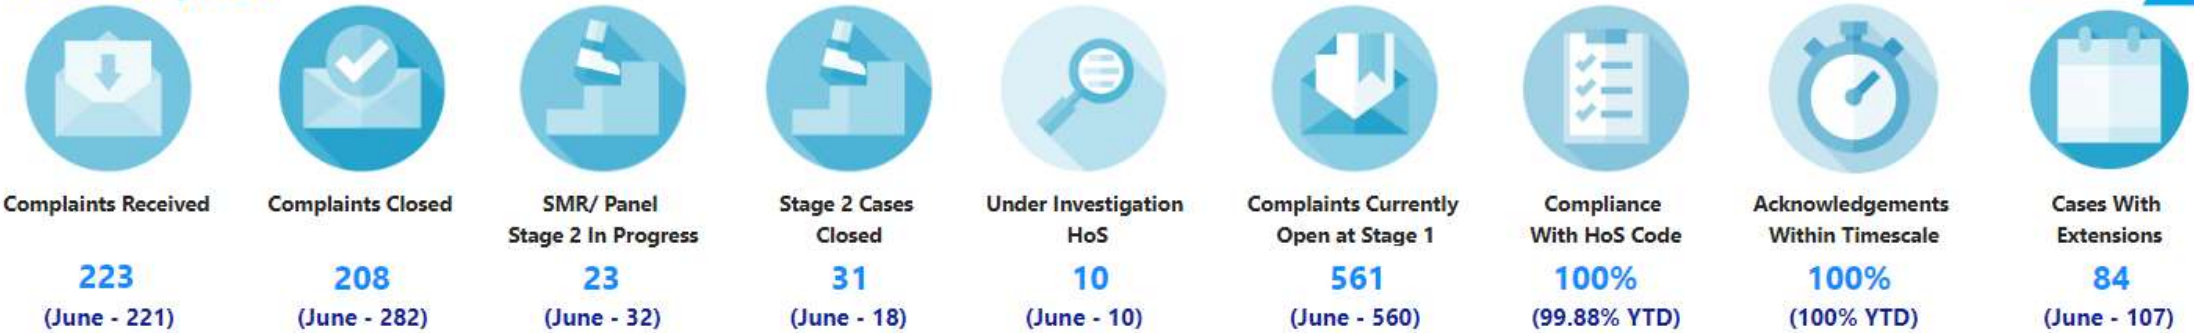 Complaints Received
223
(June - 221)
Complaints Closed
208
(June - 282)
SMR/ Panel
Stage 2 In Progress
23
(June - 32)
Stage 2 Cases
Closed
31
(June - 18)
Under Investigation
HoS
10
(June - 10)
Complaints Currently
Open at Stage 1
561
(June - 560)
Compliance
With HoS Code
100%
(99.88% YTD)
Acknowledgements
Within Timescale
100%
(100% YTD)
Cases With
Extensions
84
(June - 107)